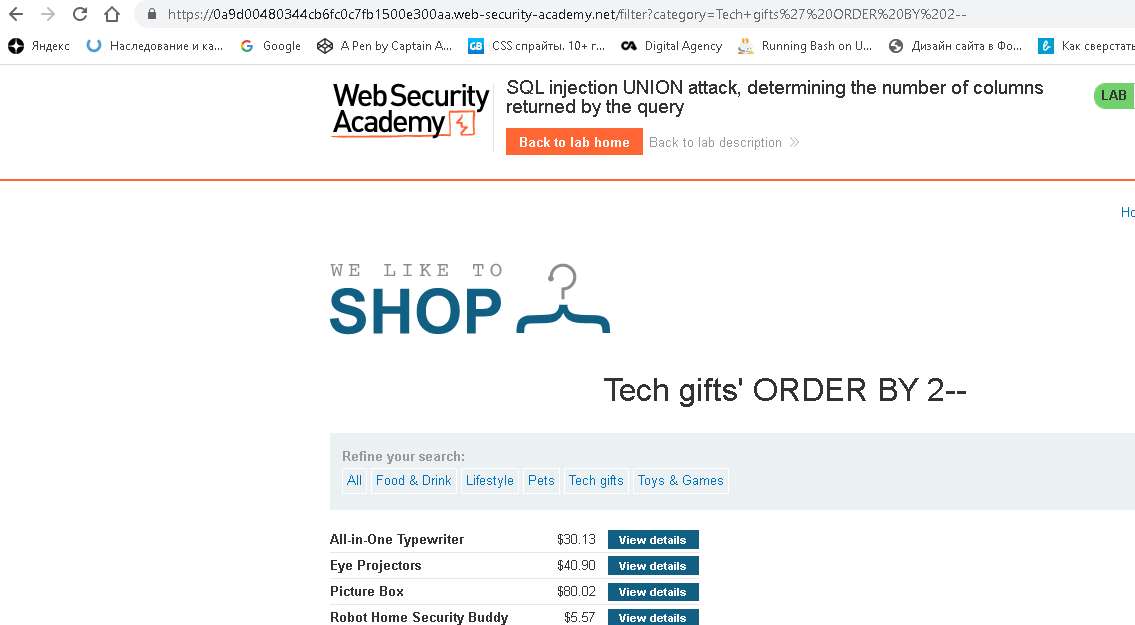 https://0a9d00480344cb6fc0c7fb1500e300aa.web-security-academy.net/filter?category=Tech+gifts%27%20ORDER%20BY%202--
Яндекс Наследование и ка... Google A Pen by Captain A... CSS спрайты. 10+ г... Digital Agency Running Bash on U... Дизайн сайта в Фо... Как сверстать
Web Security
Academy
SQL injection UNION attack, determining the number of columns
returned by the query
LAB
Back to lab home Back to lab description
Ho
WE LIKE TO
SHOP
Tech gifts' ORDER BY 2--
Refine your search:
All Food & Drink Lifestyle Pets Tech gifts Toys & Games
All-in-One Typewriter $30.13 View details
Eye Projectors $40.90 View details
Picture Box $80.02 View details
Robot Home Security Buddy $5.57 View details